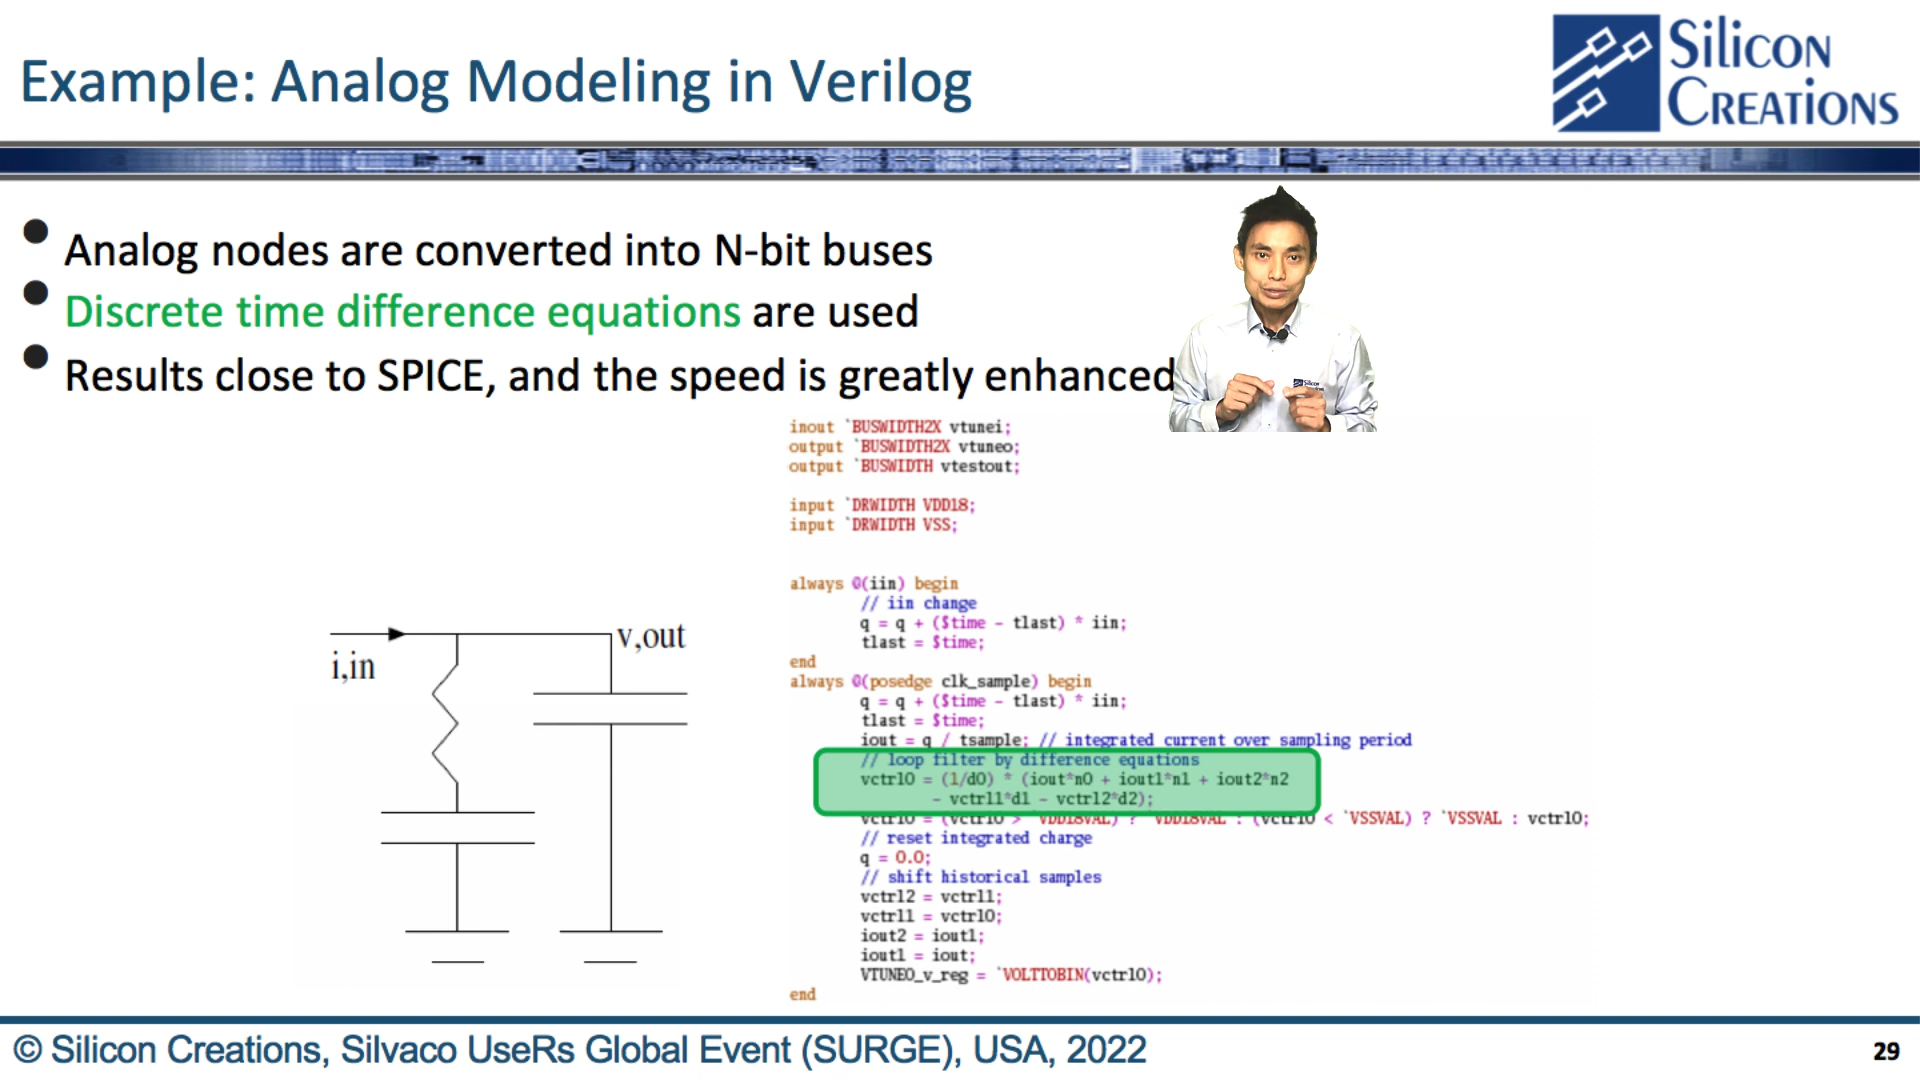 Example: Analog Modeling in Verilog
Silicon
Creations
Analog nodes are converted into N-bit buses
Discrete time difference equations are used
Results close to SPICE, and the speed is greatly enhanced
Silicon
inout `BUSWIDTH2X vtunei;
output `BUSWIDTH2X vtuneo;
output `BUSWIDTH vtestout;
input `DRWIDTH VDD18;
input `DRWIDTH VSS;
always @(iin) begin
// iin change
q = q + ($time - tlast) * iin;
tlast = $time;
end
always @(posedge clk_sample) begin
q = q + ($time - tlast) * iin;
tlast = $time;
iout = q / tsample; // integrated current over sampling period
// loop filter by difference equations
vctrl0 = (1/d0) * (iout*n0 + iout1*n1 + iout2*n2
- vctrl1*d1 - vctrl2*d2);
vctrl0 = (vctrl0 > `VDD18VAL) ? `VDD18VAL : (vctrl0 < `VSSVAL) ? `VSSVAL : vctrl0;
// reset integrated charge
q = 0.0;
// shift historical samples
vctrl2 = vctrl1;
vctrl1 = vctrl0;
iout2 = iout1;
iout1 = iout;
VTUNEO_v_reg = `VOLTTOBIN(vctrl0);
end
i,in
v,out
© Silicon Creations, Silvaco UseRs Global Event (SURGE), USA, 2022
29